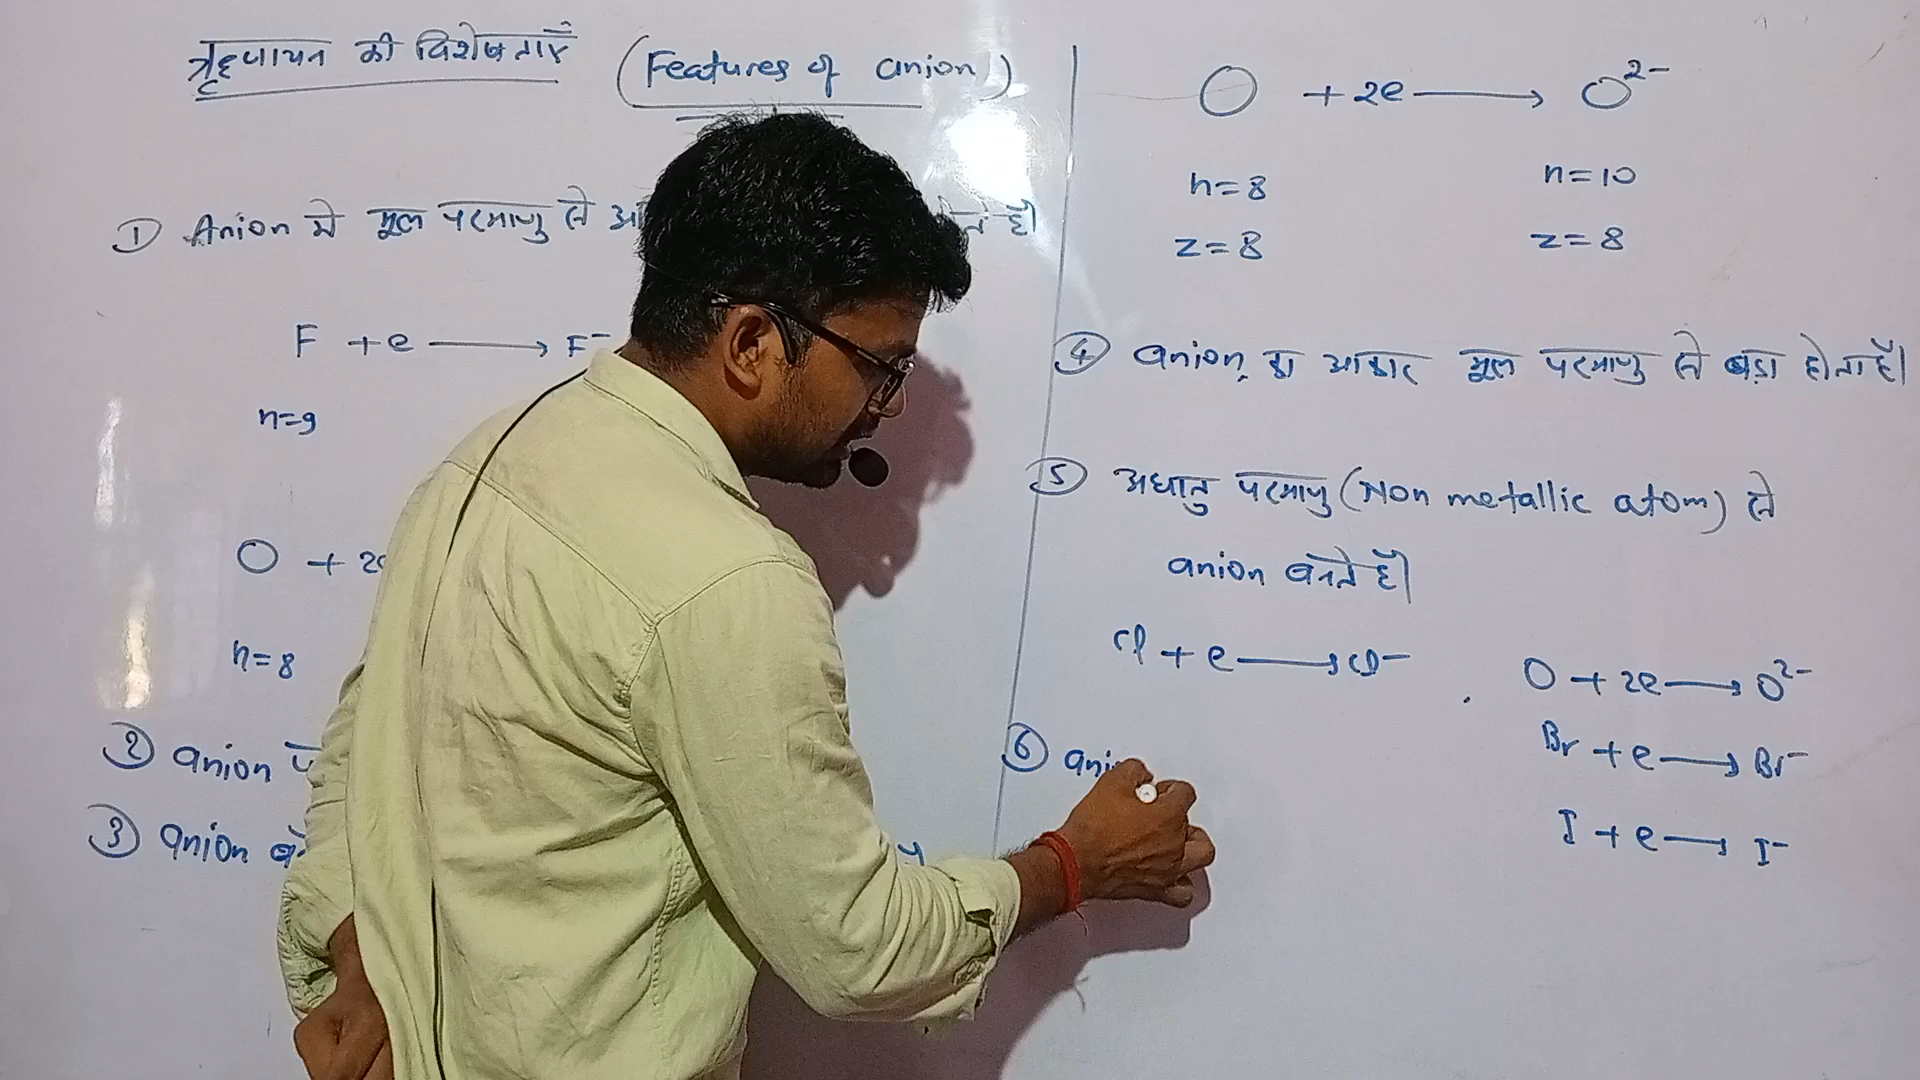 ऋृणायन की विशेषताएँ (Features of anion)
① Anion में मूल परमाणु से
ते हैं।
F + e ⟶ F⁻
n=9
O + 2e
n=8
② anion
③ anion
O + 2e ⟶ O²⁻
n=8 n=10
z=8 z=8
④ anion का आकार मूल परमाणु से बड़ा होता है।
⑤ अधातु परमाणु (Non metallic atom) से
anion बनते हैं।
Cl + e ⟶ Cl⁻
O + 2e ⟶ O²⁻
Br + e ⟶ Br⁻
I + e ⟶ I⁻
⑥ ani